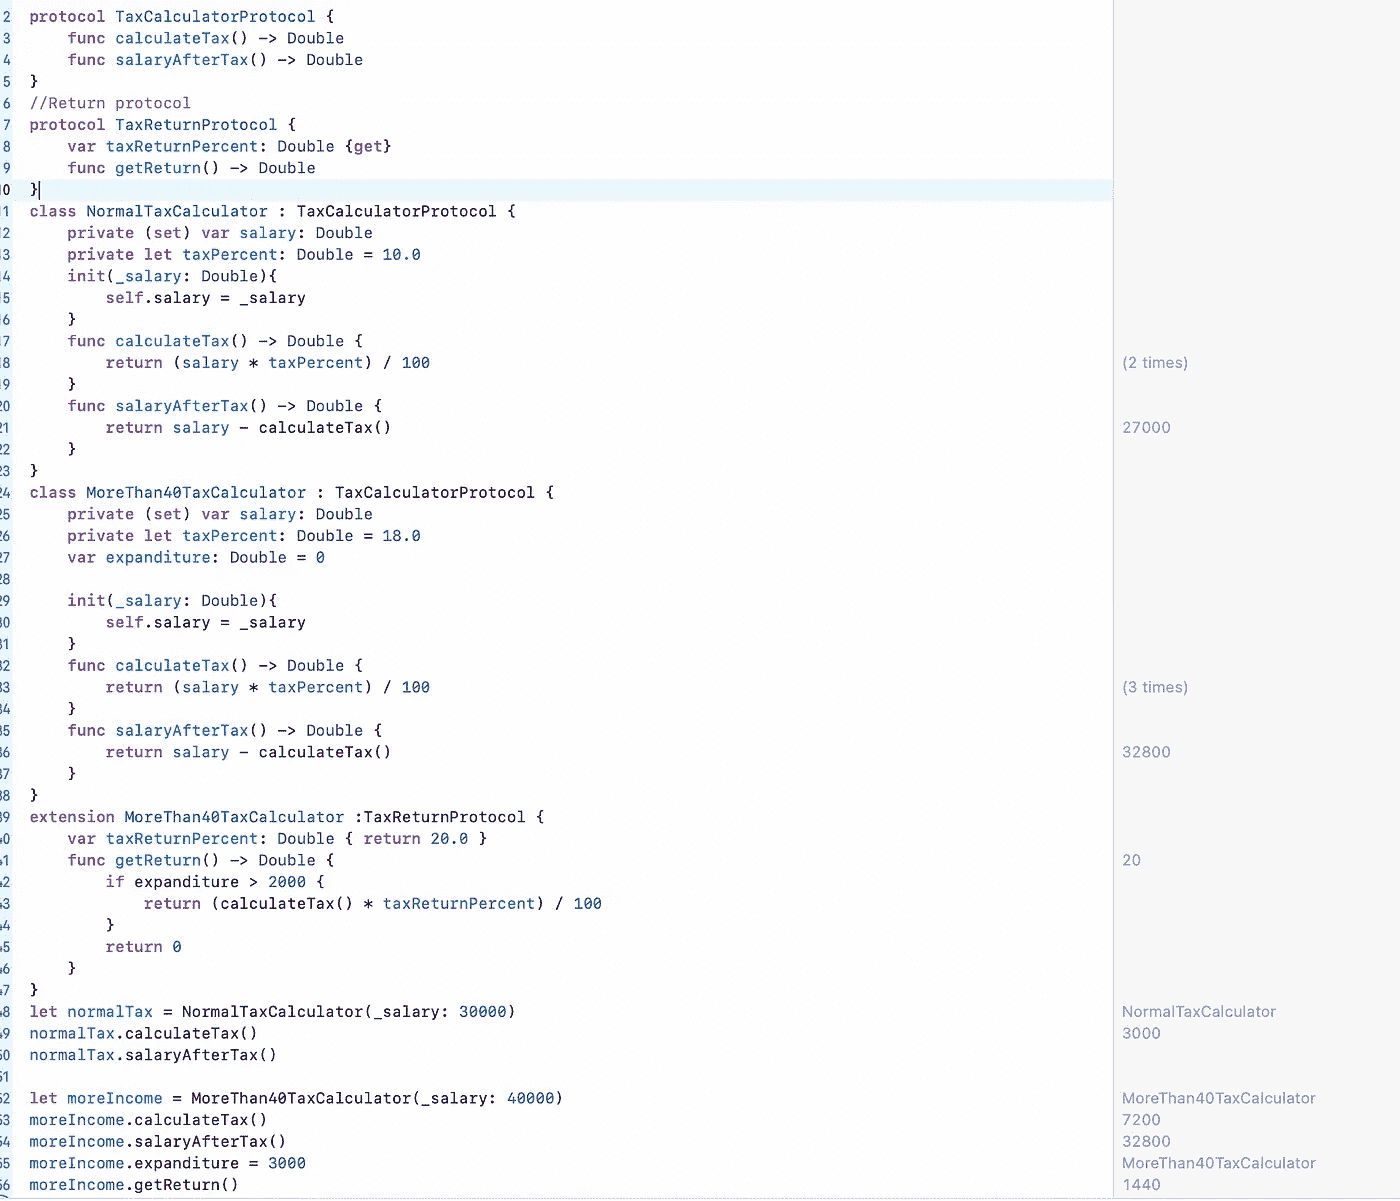 2 protocol TaxCalculatorProtocol {
3     func calculateTax() -> Double
4     func salaryAfterTax() -> Double
5 }
6 //Return protocol
7 protocol TaxReturnProtocol {
8     var taxReturnPercent: Double {get}
9     func getReturn() -> Double
10 }
11 class NormalTaxCalculator : TaxCalculatorProtocol {
12     private (set) var salary: Double
13     private let taxPercent: Double = 10.0
14     init(_salary: Double){
15         self.salary = _salary
16     }
17     func calculateTax() -> Double {
18         return (salary * taxPercent) / 100 (2 times)
19     }
20     func salaryAfterTax() -> Double {
21         return salary - calculateTax() 27000
22     }
23 }
24 class MoreThan40TaxCalculator : TaxCalculatorProtocol {
25     private (set) var salary: Double
26     private let taxPercent: Double = 18.0
27     var expanditure: Double = 0
28
29     init(_salary: Double){
30         self.salary = _salary
31     }
32     func calculateTax() -> Double {
33         return (salary * taxPercent) / 100 (3 times)
34     }
35     func salaryAfterTax() -> Double {
36         return salary - calculateTax() 32800
37     }
38 }
39 extension MoreThan40TaxCalculator :TaxReturnProtocol {
40     var taxReturnPercent: Double { return 20.0 }
41     func getReturn() -> Double { 20
42         if expanditure > 2000 {
43             return (calculateTax() * taxReturnPercent) / 100
44         }
45         return 0
46     }
47 }
48 let normalTax = NormalTaxCalculator(_salary: 30000) NormalTaxCalculator
49 normalTax.calculateTax() 3000
50 normalTax.salaryAfterTax()
51
52 let moreIncome = MoreThan40TaxCalculator(_salary: 40000) MoreThan40TaxCalculator
53 moreIncome.calculateTax() 7200
54 moreIncome.salaryAfterTax() 32800
55 moreIncome.expanditure = 3000 MoreThan40TaxCalculator
56 moreIncome.getReturn() 1440